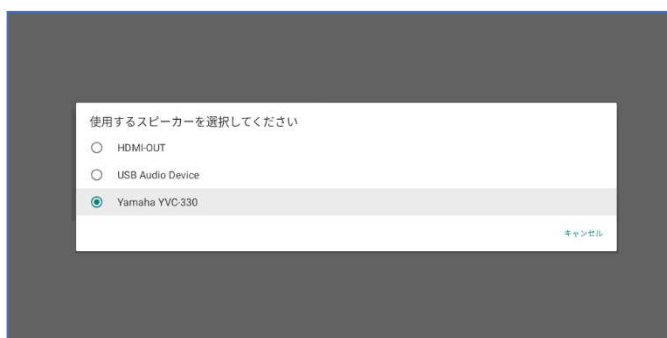 使用するスピーカーを選択してください
HDMI-OUT
USB Audio Device
Yamaha YVC-330
キャンセル